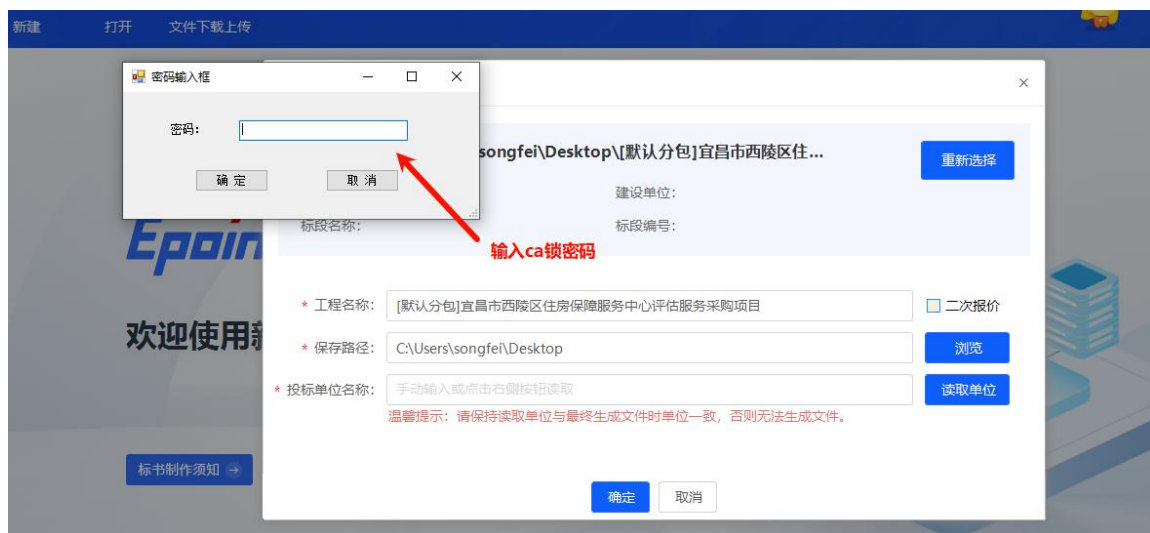 新建 打开 文件下载上传
密码输入框
密码:
确定 取消
songfei\Desktop\[默认分包]宜昌市西陵区住... 重新选择
建设单位:
标段名称: 标段编号:
输入ca锁密码
Epoin
欢迎使用新
* 工程名称: [默认分包]宜昌市西陵区住房保障服务中心评估服务采购项目 二次报价
* 保存路径: C:\Users\songfei\Desktop 浏览
* 投标单位名称: 手动输入或点击右侧按钮读取 读取单位
温馨提示:请保持读取单位与最终生成文件时单位一致,否则无法生成文件。
标书制作须知
确定 取消